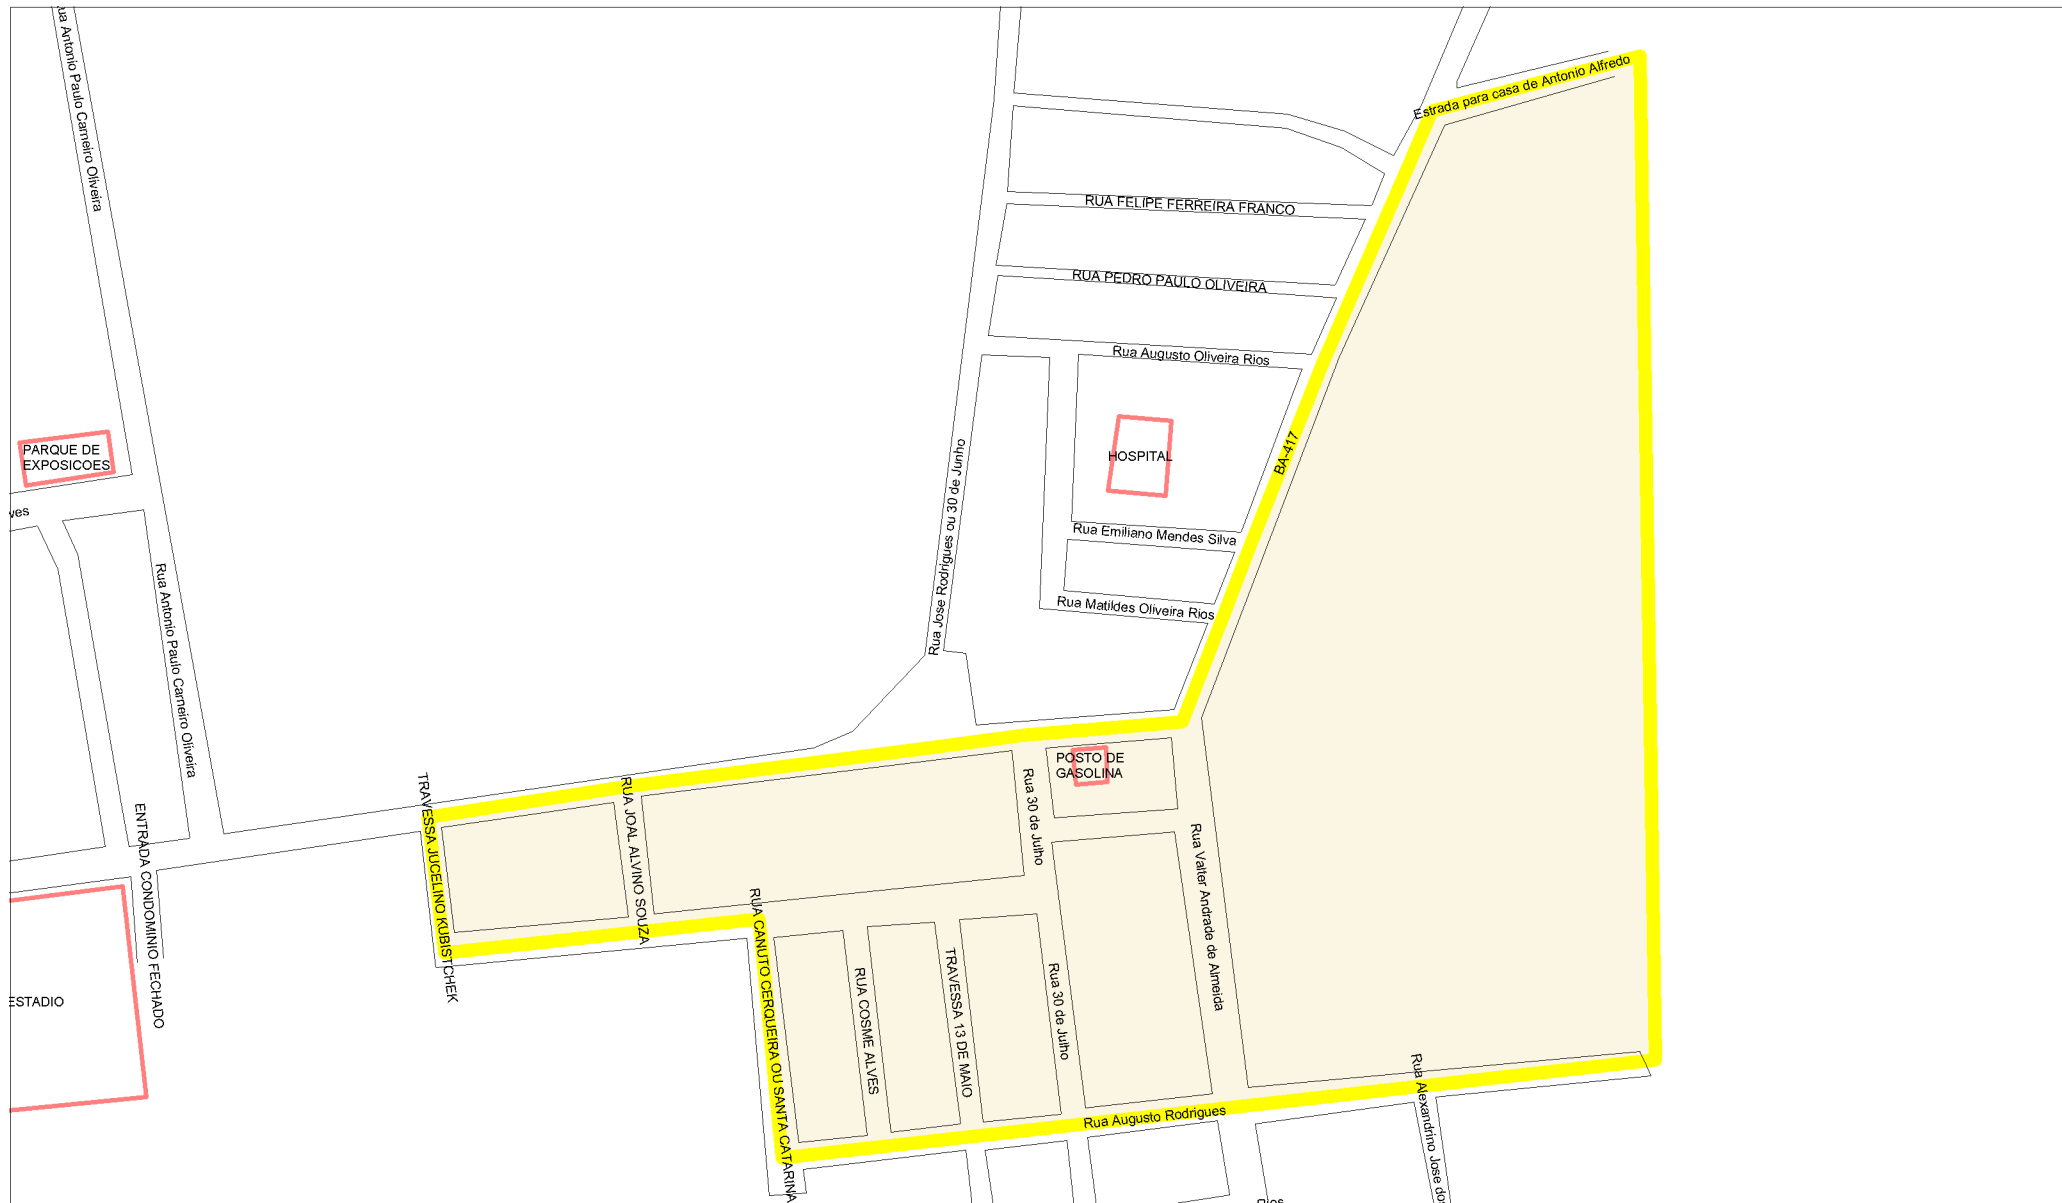 ua Antonio Paulo Carneiro Oliveira
Estrada para casa de Antonio Alfredo
RUA FELIPE FERREIRA FRANCO
RUA PEDRO PAULO OLIVEIRA
Rua Augusto Oliveira Rios
PARQUE DE
EXPOSICOES
HOSPITAL
BA-417
Rua Jose Rodrigues ou 30 de Junho
ves
Rua Emiliano Mendes Silva
Rua Matildes Oliveira Rios
Rua Antonio Paulo Carneiro Oliveira
POSTO DE
GASOLINA
TRAVESSA JUCELINO KUBISTCHEK
RUA JOAL ALVINO SOUZA
Rua 30 de Julho
ENTRADA CONDOMINIO FECHADO
Rua Valter Andrade de Almeida
RUA CANUTO CERQUEIRA OU SANTA CATARINA
RUA COSME ALVES
TRAVESSA 13 DE MAIO
Rua 30 de Julho
ESTADIO
Rua Augusto Rodrigues
Rua Alexandrino Jose do
Rios